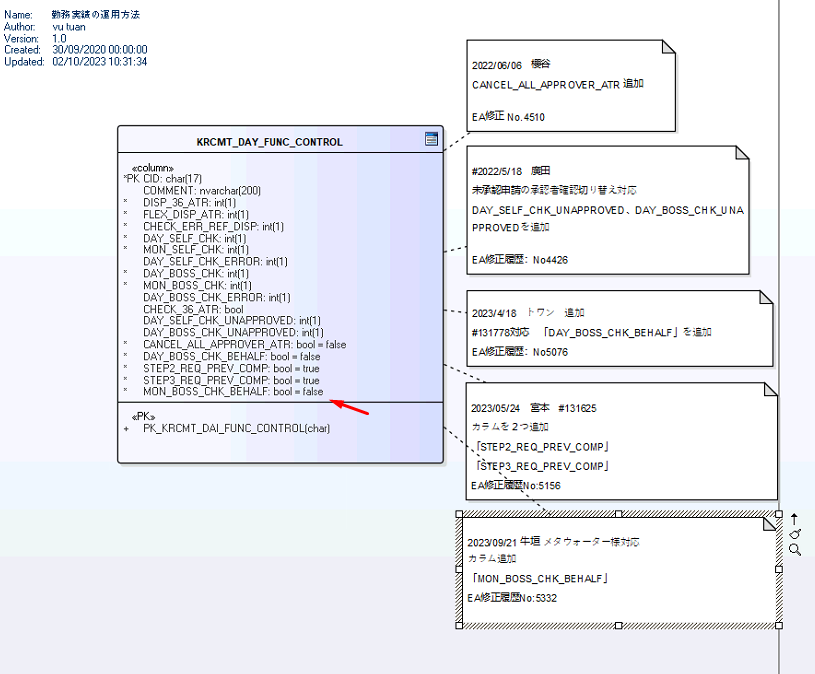 Name: 勤務実績の運用方法
Author: vu tuan
Version: 1.0
Created: 30/09/2020 00:00:00
Updated: 02/10/2023 10:31:34
KRCMT_DAY_FUNC_CONTROL
«column»
*PK CID: char(17)
COMMENT: nvarchar(200)
* DISP_36_ATR: int(1)
* FLEX_DISP_ATR: int(1)
* CHECK_ERR_REF_DISP: int(1)
* DAY_SELF_CHK: int(1)
* MON_SELF_CHK: int(1)
DAY_SELF_CHK_ERROR: int(1)
* DAY_BOSS_CHK: int(1)
* MON_BOSS_CHK: int(1)
DAY_BOSS_CHK_ERROR: int(1)
CHECK_36_ATR: bool
DAY_SELF_CHK_UNAPPROVED: int(1)
DAY_BOSS_CHK_UNAPPROVED: int(1)
* CANCEL_ALL_APPROVER_ATR: bool = false
* DAY_BOSS_CHK_BEHALF: bool = false
* STEP2_REQ_PREV_COMP: bool = true
* STEP3_REQ_PREV_COMP: bool = true
* MON_BOSS_CHK_BEHALF: bool = false
«PK»
+ PK_KRCMT_DAI_FUNC_CONTROL(char)
2022/06/06
CANCEL_ALL_APPROVER_ATR 追加
EA修正 No.4510
#2022/5/18 廣田
未承認申請の承認者確認切り替え対応
DAY_SELF_CHK_UNAPPROVED、DAY_BOSS_CHK_UNA
PPROVEDを追加
EA修正履歴：No4426
2023/4/18 トワン 追加
#131778対応 「DAY_BOSS_CHK_BEHALF」を追加
EA修正履歴：No5076
2023/05/24 宮本 #131625
カラムを２つ追加
「STEP2_REQ_PREV_COMP」
「STEP3_REQ_PREV_COMP」
EA修正履歴No:5156
2023/09/21 牛垣 メタウォーター様対応
カラム追加
「MON_BOSS_CHK_BEHALF」
EA修正履歴No:5332